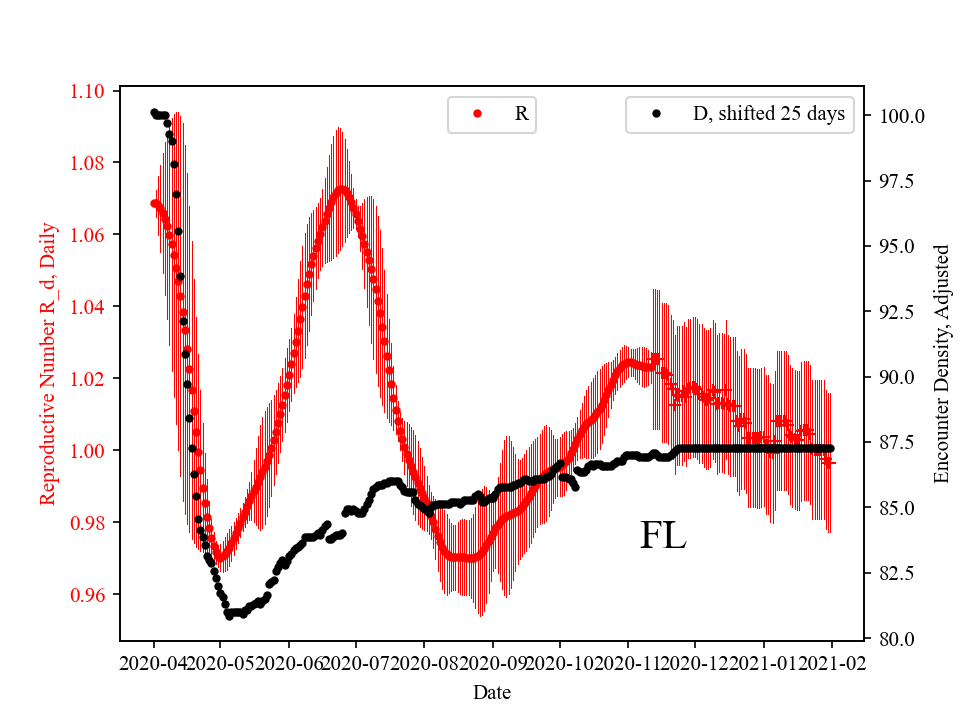 R
D, shifted 25 days
Reproductive Number R_d, Daily
1.10
1.08
1.06
1.04
1.02
1.00
0.98
0.96
100.0
97.5
95.0
92.5
90.0
87.5
85.0
82.5
80.0
Encounter Density, Adjusted
FL
2020-04 2020-05 2020-06 2020-07 2020-08 2020-09 2020-10 2020-11 2020-12 2021-01 2021-02
Date